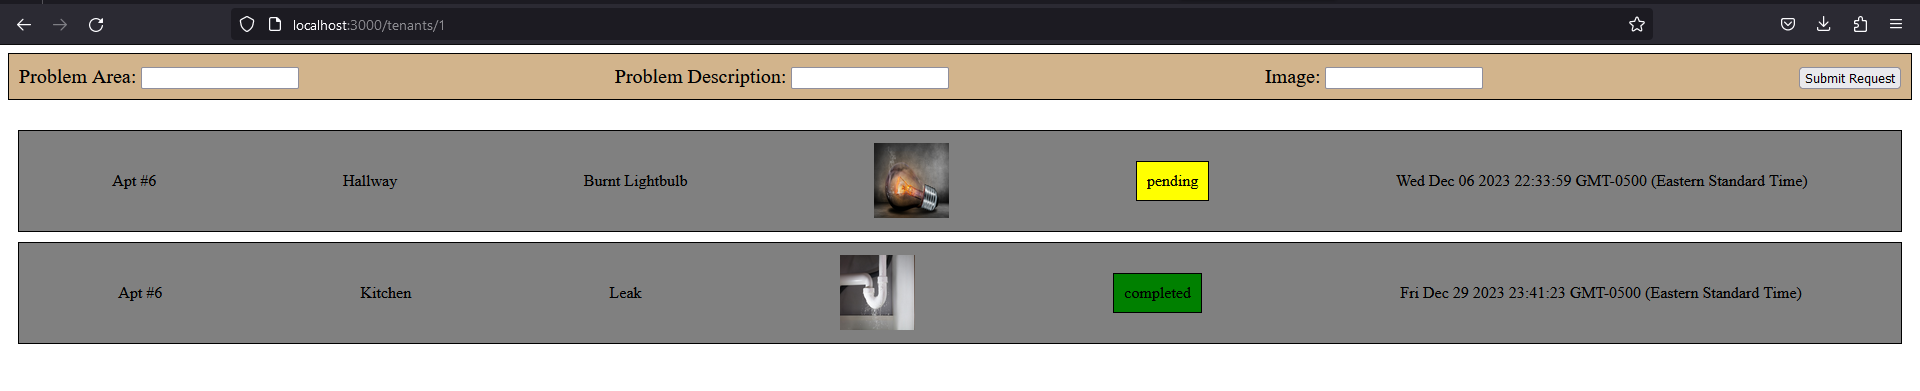 localhost:3000/tenants/1
Problem Area: Problem Description: Image: Submit Request
Apt #6 Hallway Burnt Lightbulb pending Wed Dec 06 2023 22:33:59 GMT-0500 (Eastern Standard Time)
Apt #6 Kitchen Leak completed Fri Dec 29 2023 23:41:23 GMT-0500 (Eastern Standard Time)